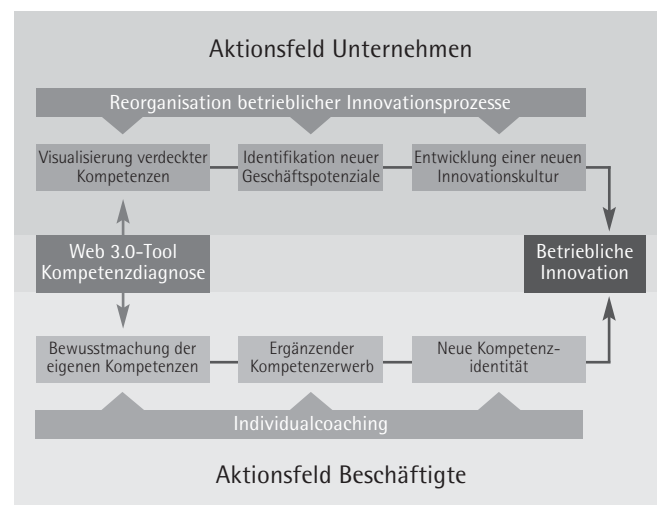 Aktionsfeld Unternehmen
Reorganisation betrieblicher Innovationsprozesse
Visualisierung verdeckter
Kompetenzen
Identifikation neuer
Geschäftspotenziale
Entwicklung einer neuen
Innovationskultur
Web 3.0-Tool
Kompetenzdiagnose
Betriebliche
Innovation
Bewusstmachung der
eigenen Kompetenzen
Ergänzender
Kompetenzerwerb
Neue Kompetenz-
identität
Individualcoaching
Aktionsfeld Beschäftigte